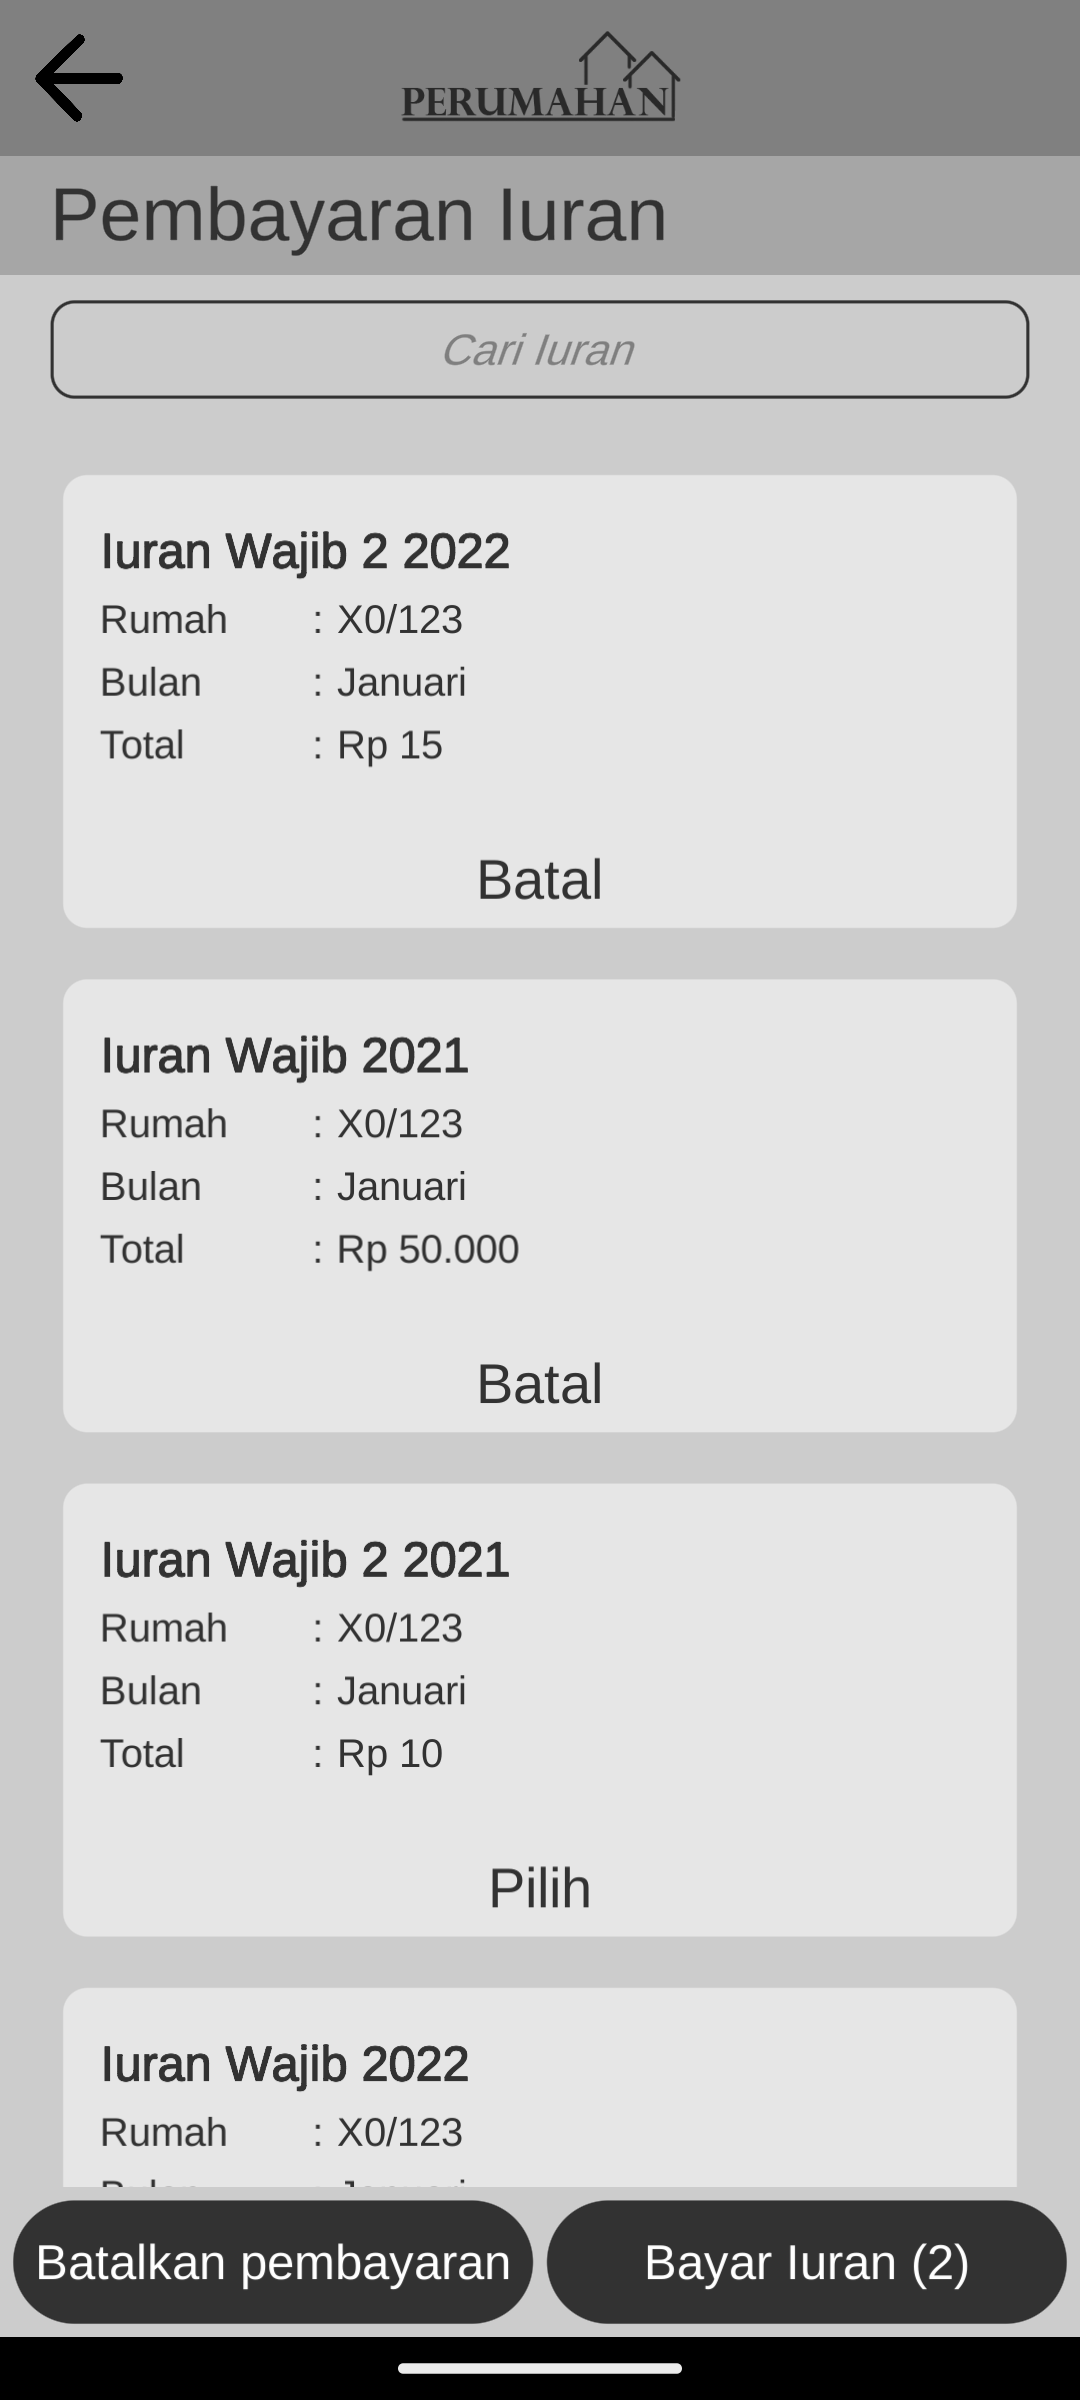 PERUMAHAN
Pembayaran Iuran
Cari Iuran
Iuran Wajib 2 2022
Rumah : X0/123
Bulan : Januari
Total : Rp 15
Batal
Iuran Wajib 2021
Rumah : X0/123
Bulan : Januari
Total : Rp 50.000
Batal
Iuran Wajib 2 2021
Rumah : X0/123
Bulan : Januari
Total : Rp 10
Pilih
Iuran Wajib 2022
Rumah : X0/123
Bulan : Januari
Batalkan pembayaran
Bayar Iuran (2)